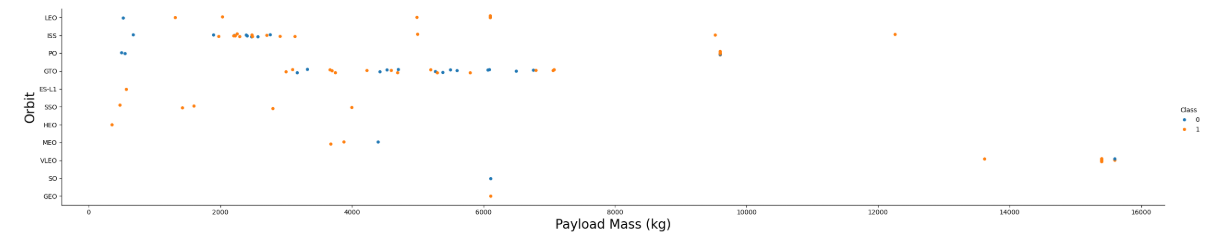 LEO
ISS
PO
GTO
ES-L1
SSO
HEO
MEO
VLEO
SO
GEO
Orbit
0 2000 4000 6000 8000 10000 12000 14000 16000
Payload Mass (kg)
Class
0
1